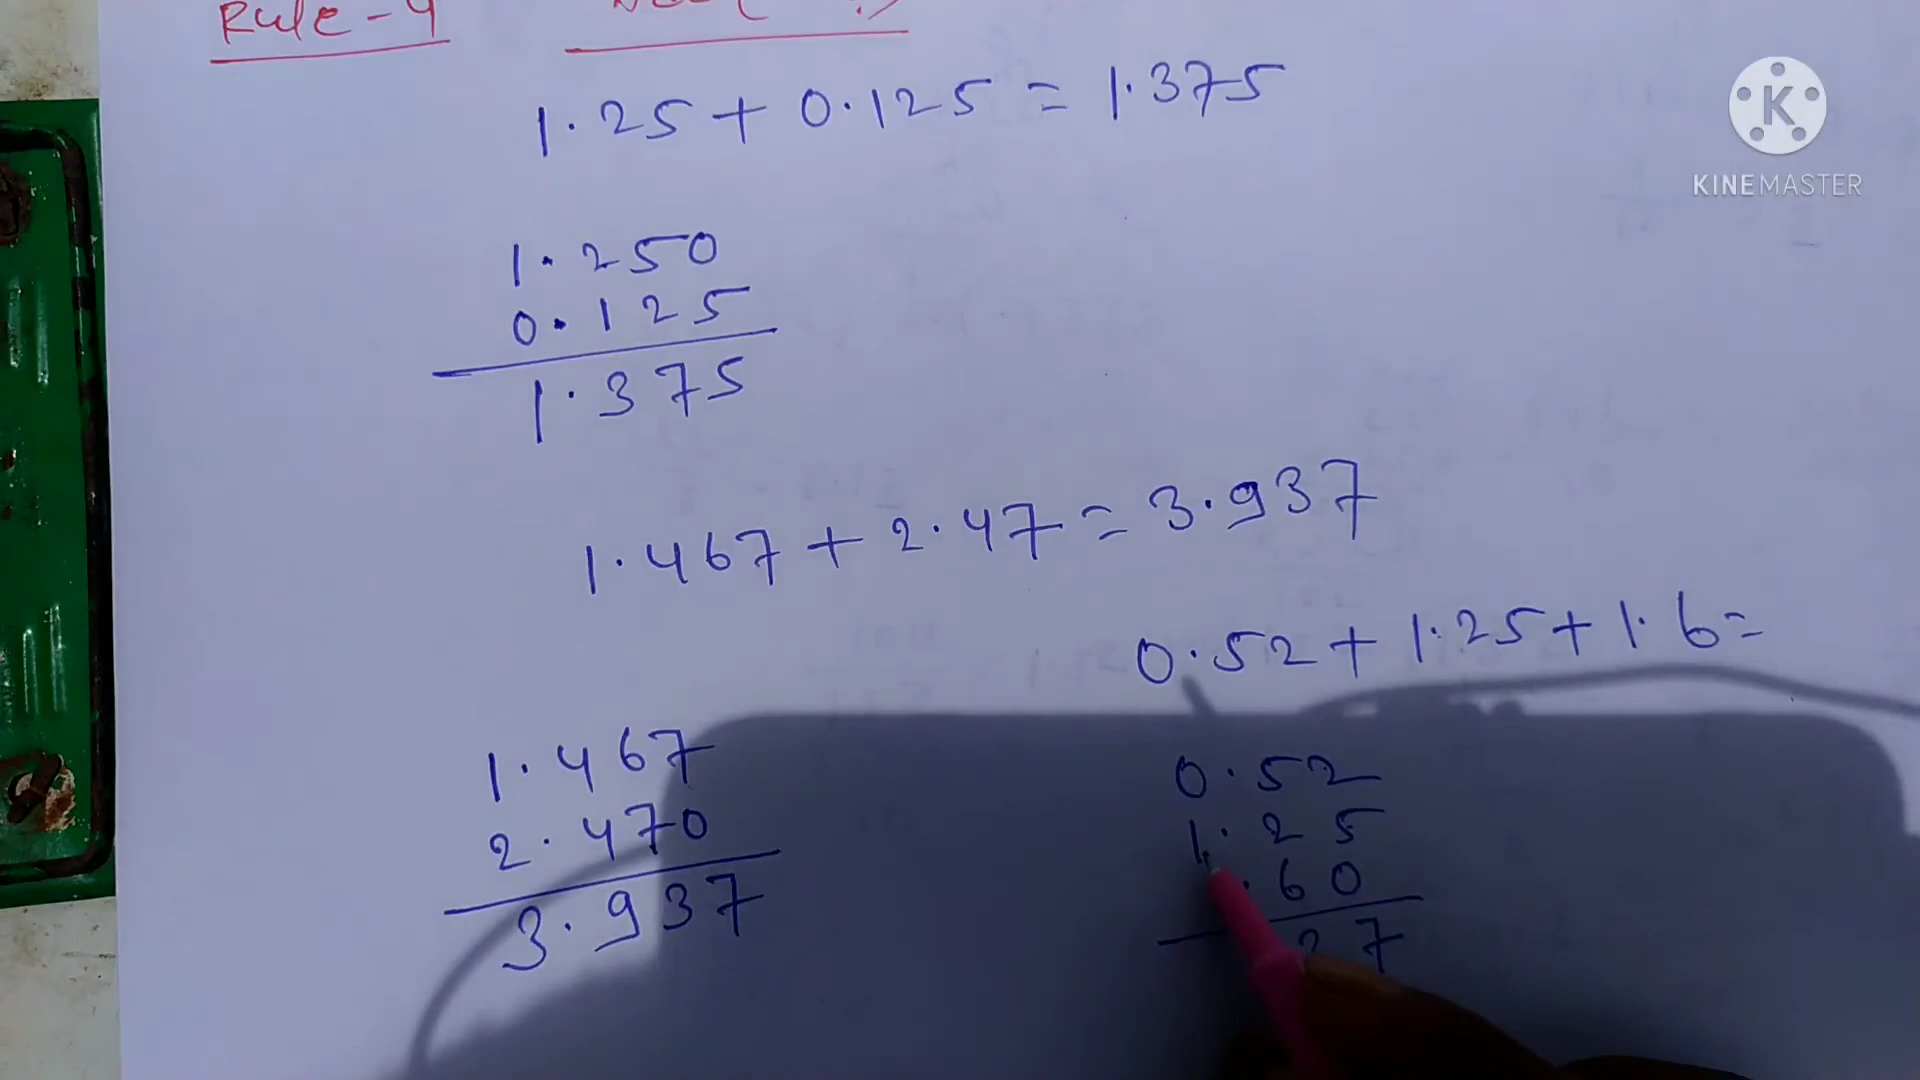 Rule-4
1.25 + 0.125 = 1.375
K
KINEMASTER
1.250
0.125
1.375
1.467 + 2.47 = 3.937
0.52 + 1.25 + 1.6 =
1.467
2.470
3.937
0.52
1.25
.60
7